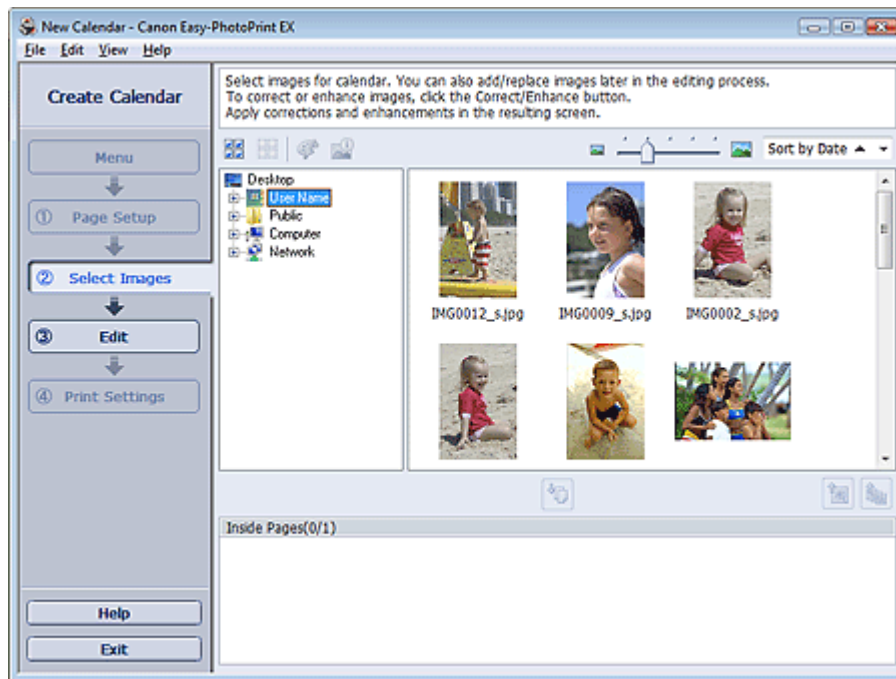 New Calendar - Canon Easy-PhotoPrint EX
File Edit View Help
Create Calendar
Menu
① Page Setup
② Select Images
③ Edit
④ Print Settings
Help
Exit
Select images for calendar. You can also add/replace images later in the editing process.
To correct or enhance images, click the Correct/Enhance button.
Apply corrections and enhancements in the resulting screen.
Sort by Date
Desktop
User Name
Public
Computer
Network
IMG0012_s.jpg IMG0009_s.jpg IMG0002_s.jpg
Inside Pages(0/1)